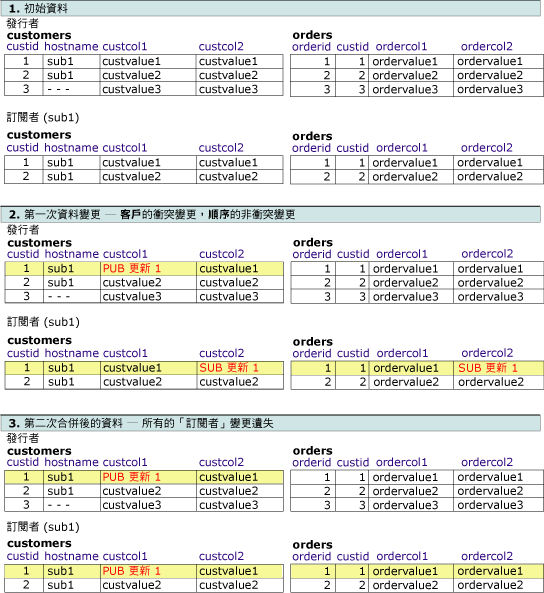 1. 初始資料
發行者
customers orders
custid hostname custcol1 custcol2 orderid custid ordercol1 ordercol2
1 sub1 custvalue1 custvalue1 1 1 ordervalue1 ordervalue1
2 sub1 custvalue2 custvalue2 2 2 ordervalue2 ordervalue2
3 - - - custvalue3 custvalue3 3 3 ordervalue3 ordervalue3
訂閱者 (sub1)
customers orders
custid hostname custcol1 custcol2 orderid custid ordercol1 ordercol2
1 sub1 custvalue1 custvalue1 1 1 ordervalue1 ordervalue1
2 sub1 custvalue2 custvalue2 2 2 ordervalue2 ordervalue2
2. 第一次資料變更 — 客戶的衝突變更，順序的非衝突變更
發行者
customers orders
custid hostname custcol1 custcol2 orderid custid ordercol1 ordercol2
1 sub1 PUB 更新 1 custvalue1 1 1 ordervalue1 ordervalue1
2 sub1 custvalue2 custvalue2 2 2 ordervalue2 ordervalue2
3 - - - custvalue3 custvalue3 3 3 ordervalue3 ordervalue3
訂閱者 (sub1)
customers orders
custid hostname custcol1 custcol2 orderid custid ordercol1 ordercol2
1 sub1 custvalue1 SUB 更新 1 1 1 ordervalue1 SUB 更新 1
2 sub1 custvalue2 custvalue2 2 2 ordervalue2 ordervalue2
3. 第二次合併後的資料 — 所有的「訂閱者」變更遺失
發行者
customers orders
custid hostname custcol1 custcol2 orderid custid ordercol1 ordercol2
1 sub1 PUB 更新 1 custvalue1 1 1 ordervalue1 ordervalue1
2 sub1 custvalue2 custvalue2 2 2 ordervalue2 ordervalue2
3 - - - custvalue3 custvalue3 3 3 ordervalue3 ordervalue3
訂閱者 (sub1)
customers orders
custid hostname custcol1 custcol2 orderid custid ordercol1 ordercol2
1 sub1 PUB 更新 1 custvalue1 1 1 ordervalue1 ordervalue1
2 sub1 custvalue2 custvalue2 2 2 ordervalue2 ordervalue2